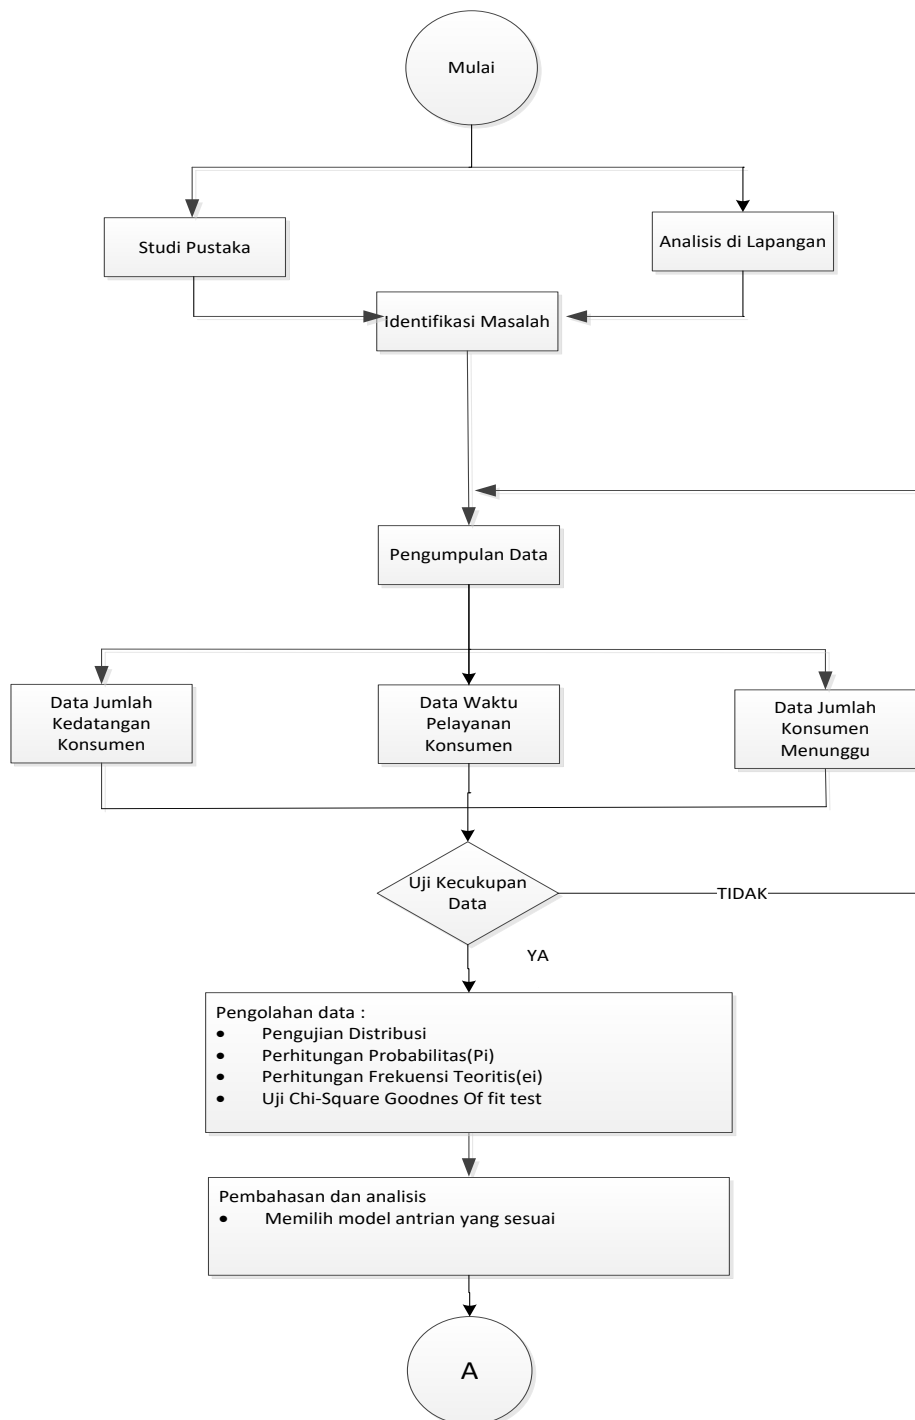 Mulai
Studi Pustaka
Analisis di Lapangan
Identifikasi Masalah
Pengumpulan Data
Data Jumlah
Kedatangan
Konsumen
Data Waktu
Pelayanan
Konsumen
Data Jumlah
Konsumen
Menunggu
Uji Kecukupan
Data
TIDAK
YA
Pengolahan data :
• Pengujian Distribusi
• Perhitungan Probabilitas(Pi)
• Perhitungan Frekuensi Teoritis(ei)
• Uji Chi-Square Goodnes Of fit test
Pembahasan dan analisis
• Memilih model antrian yang sesuai
A